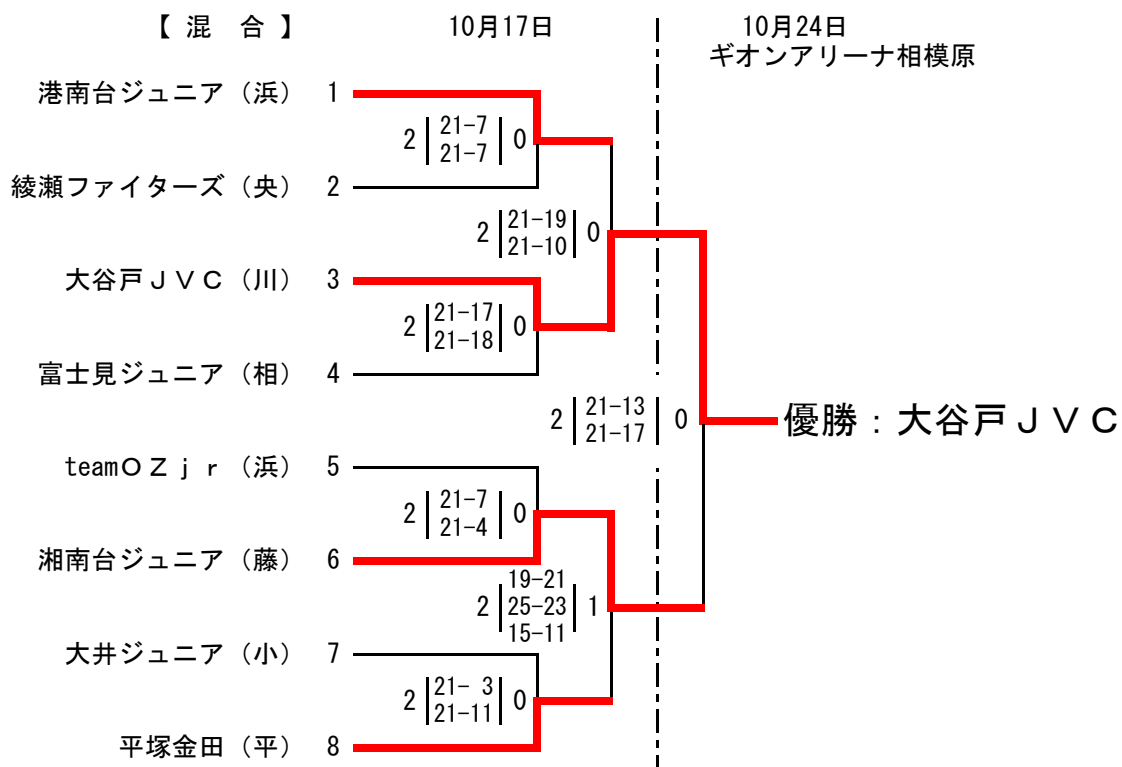 【 混　合 】　10月17日　10月24日
ギオンアリーナ相模原
港南台ジュニア（浜） 1
2 21-7 0
21-7
綾瀬ファイターズ（央） 2
2 21-19 0
21-10
大谷戸ＪＶＣ（川） 3
2 21-17 0
21-18
富士見ジュニア（相） 4
2 21-13 0
21-17
優勝：大谷戸ＪＶＣ
teamＯＺｊｒ（浜） 5
2 21-7 0
21-4
湘南台ジュニア（藤） 6
19-21
2 25-23 1
15-11
大井ジュニア（小） 7
2 21- 3 0
21-11
平塚金田（平） 8